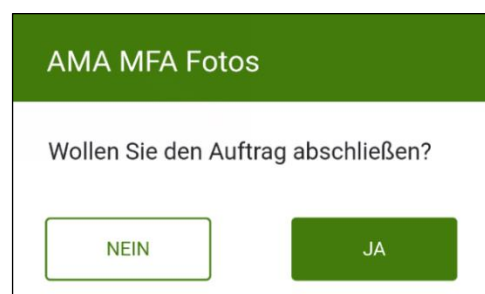 AMA MFA Fotos
Wollen Sie den Auftrag abschließen?
NEIN
JA